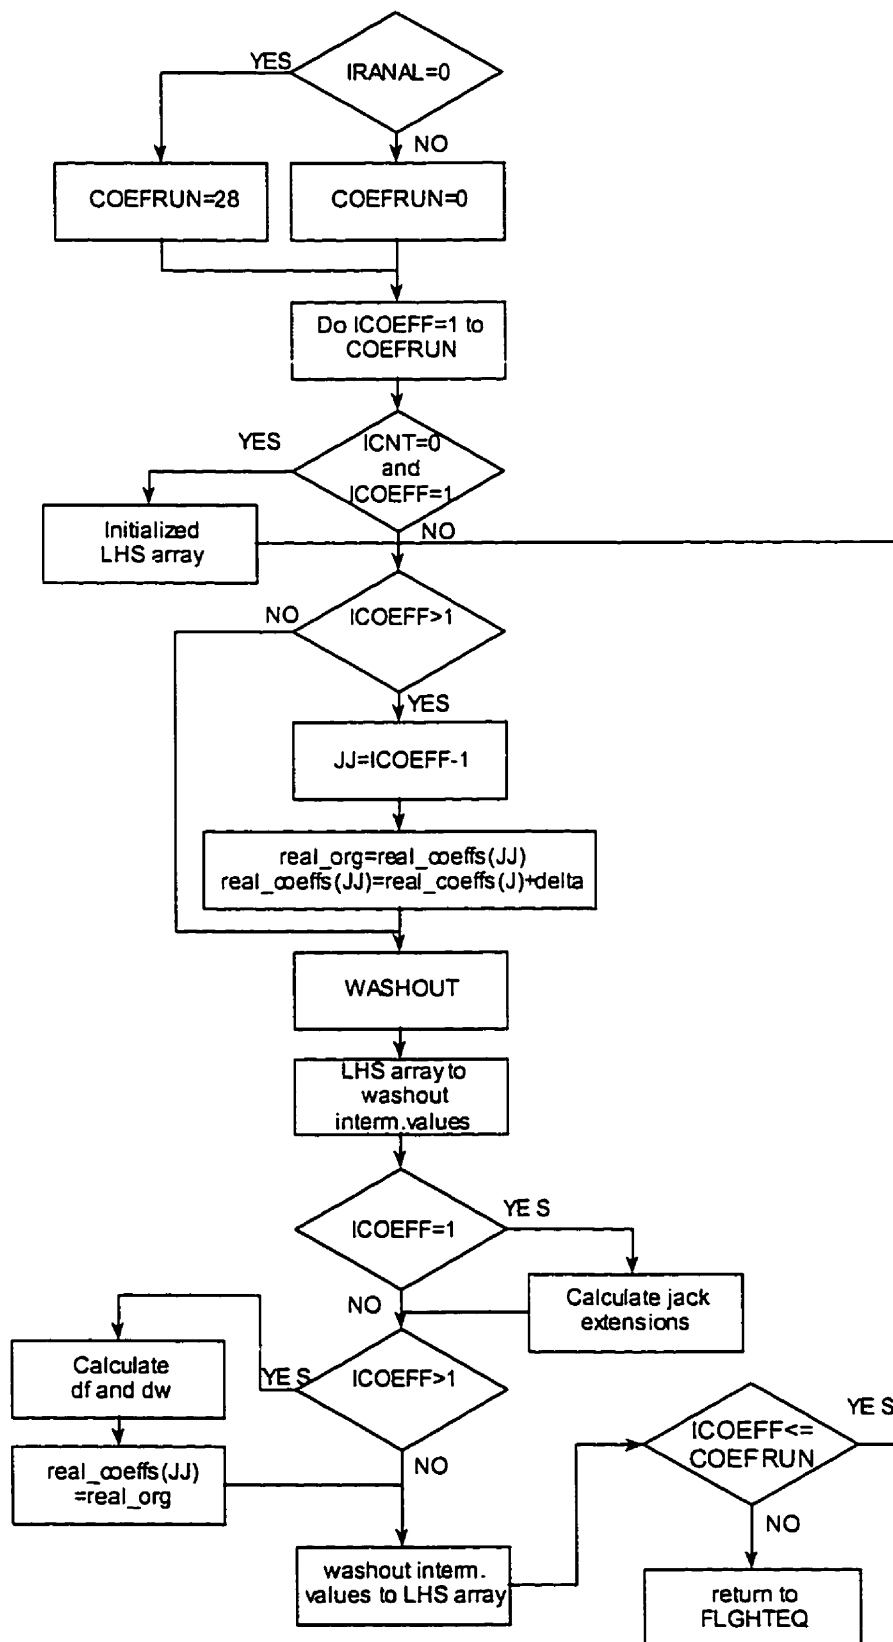 YES
IRANAL=0
NO
COEFRUN=28
COEFRUN=0
Do ICOEFF=1 to
COEFRUN
YES
ICNT=0
and
ICOEFF=1
Initialized
LHS array
NO
NO
ICOEFF>1
YES
JJ=ICOEFF-1
real_org=real_coeffs(JJ)
real_coeffs(JJ)=real_coeffs(J)+delta
WASHOUT
LHS array to
washout
interm.values
ICOEFF=1
YES
NO
Calculate jack
extensions
Calculate
df and dw
YES
ICOEFF>1
NO
real_coeffs(JJ)
=real_org
washout interm.
values to LHS array
ICOEFF<=
COEFRUN
YES
NO
return to
FLGHTEQ